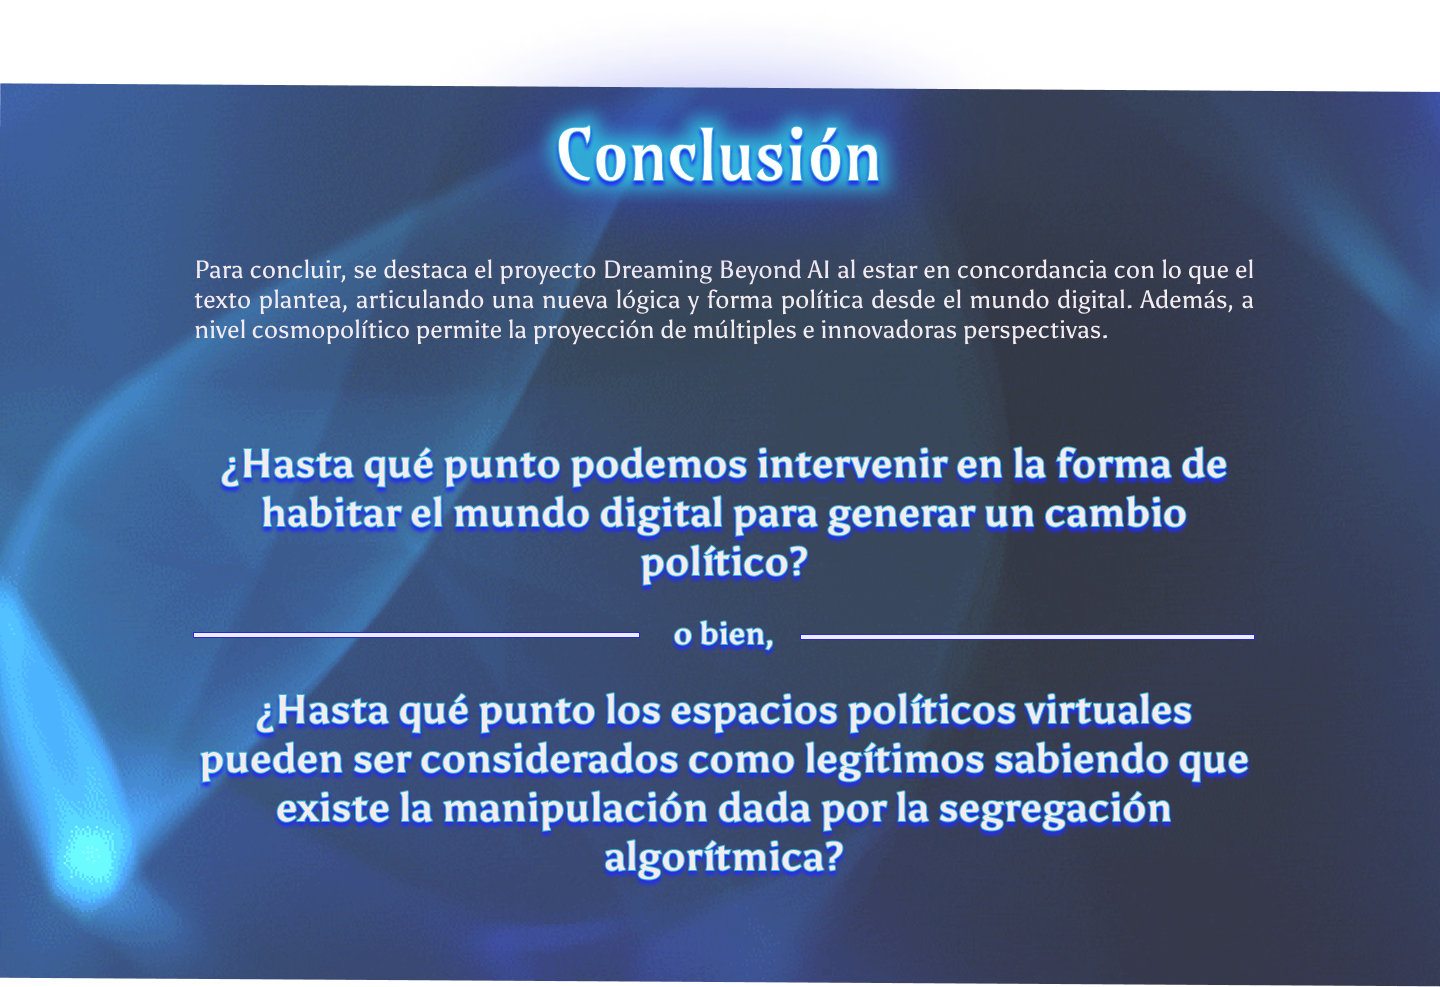 Conclusión
Para concluir, se destaca el proyecto Dreaming Beyond AI al estar en concordancia con lo que el
texto plantea, articulando una nueva lógica y forma política desde el mundo digital. Además, a
nivel cosmopolítico permite la proyección de múltiples e innovadoras perspectivas.
¿Hasta qué punto podemos intervenir en la forma de
habitar el mundo digital para generar un cambio
político?
o bien,
¿Hasta qué punto los espacios políticos virtuales
pueden ser considerados como legítimos sabiendo que
existe la manipulación dada por la segregación
algorítmica?